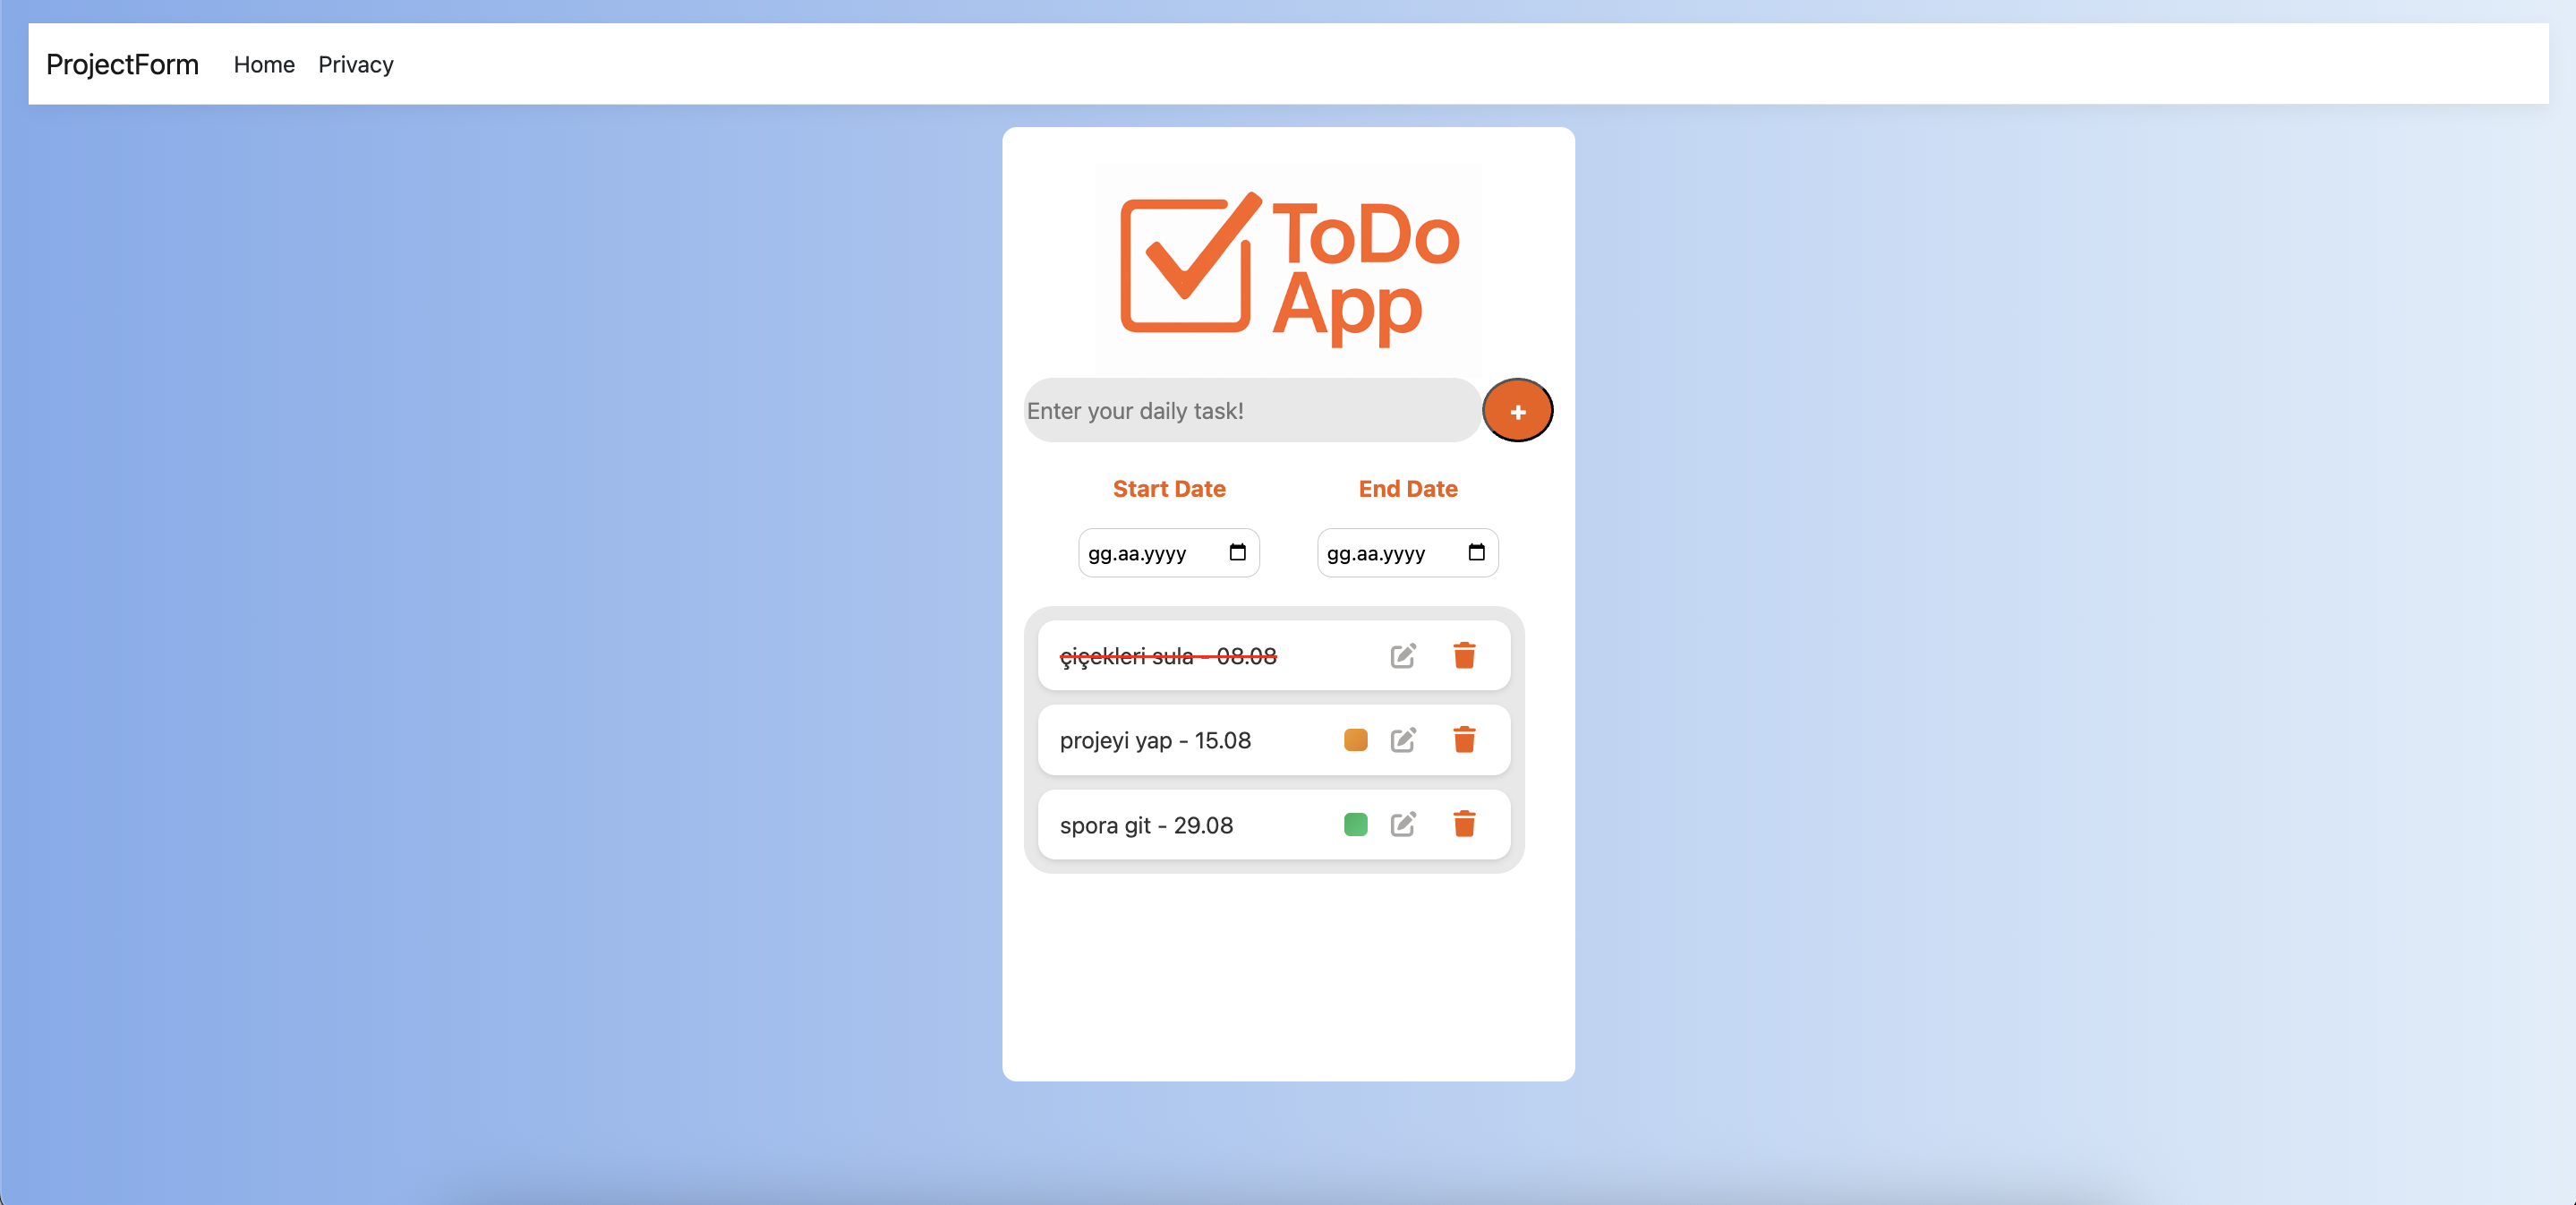 ProjectForm Home Privacy
ToDo
App
Enter your daily task! +
Start Date End Date
gg.aa.yyyy gg.aa.yyyy
çiçekleri sula - 08.08
projeyi yap - 15.08
spora git - 29.08